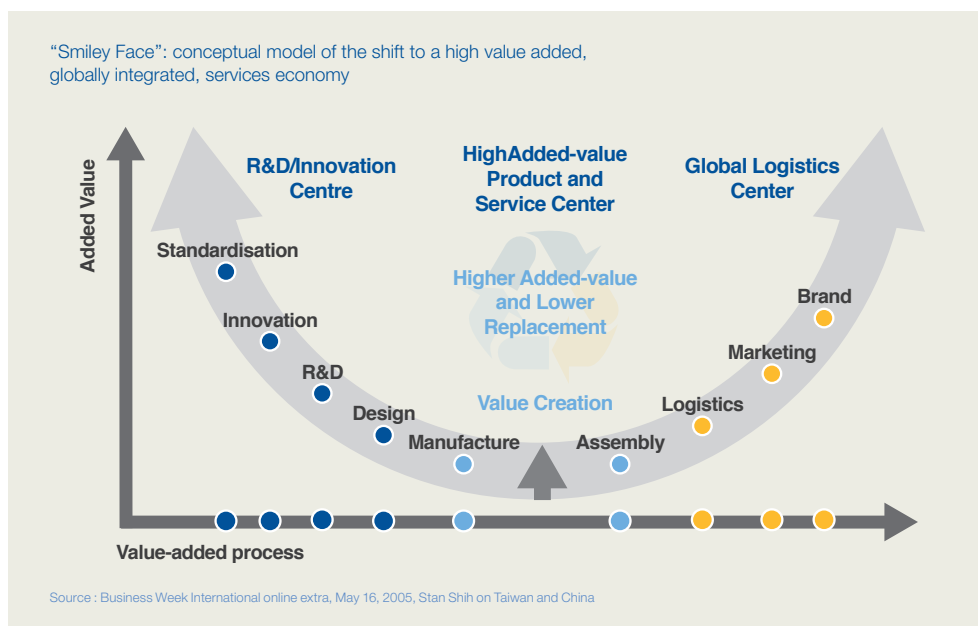 “Smiley Face”: conceptual model of the shift to a high value added,
globally integrated, services economy
Added Value
R&D/Innovation
Centre
HighAdded-value
Product and
Service Center
Global Logistics
Center
Standardisation
Innovation
R&D
Design
Manufacture
Higher Added-value
and Lower
Replacement
Value Creation
Assembly
Logistics
Marketing
Brand
Value-added process
Source : Business Week International online extra, May 16, 2005, Stan Shih on Taiwan and China